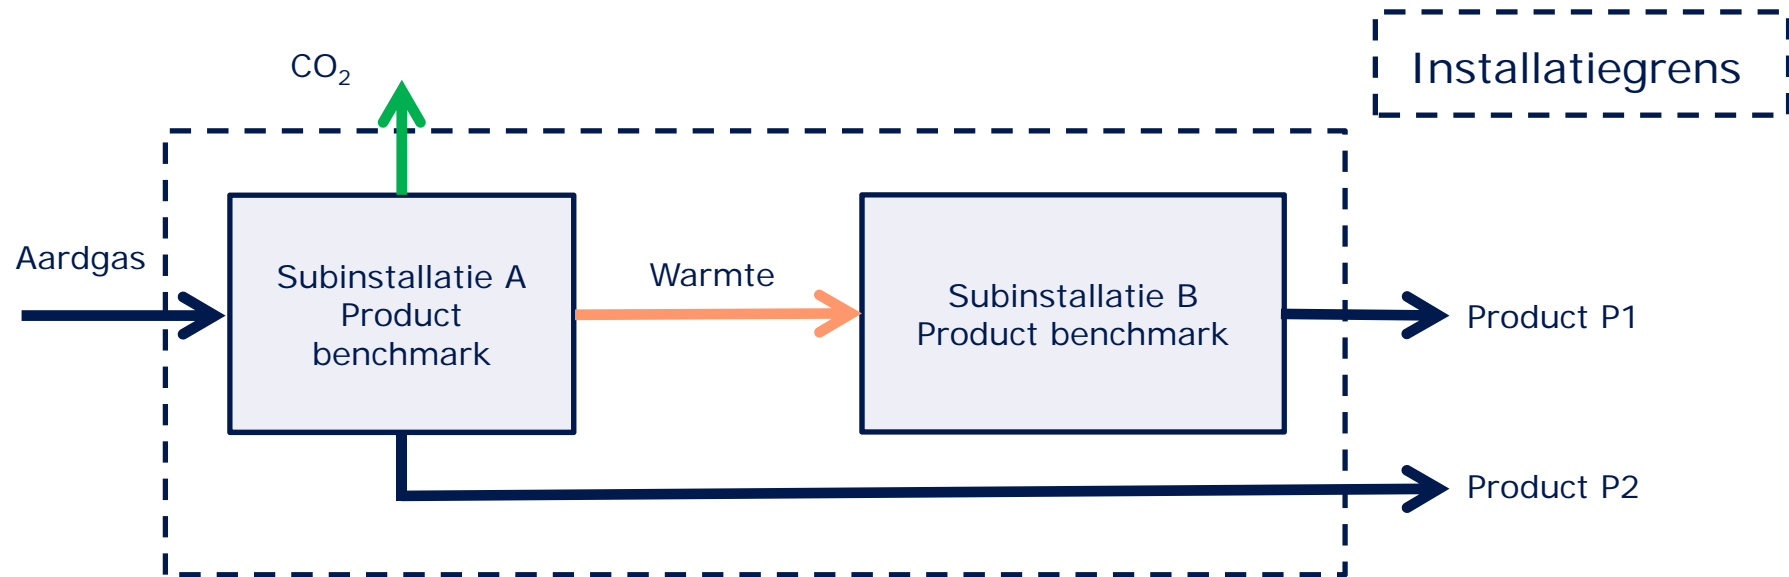 CO₂
Installatiegrens
Aardgas
Subinstallatie A
Product
benchmark
Warmte
Subinstallatie B
Product benchmark
Product P1
Product P2